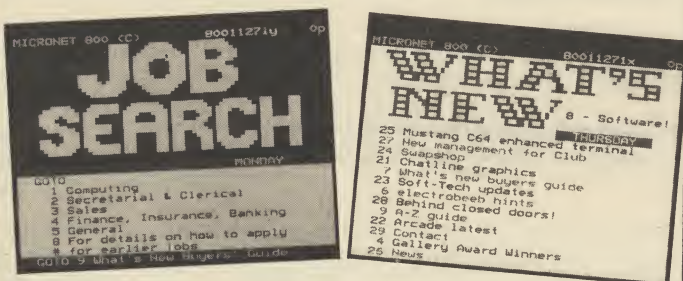 MICRONET 800 (C) 80011271y 0p
JOB
SEARCH
MONDAY
GOTO
1 Computing
2 Secretarial & Clerical
3 Sales
4 Finance, Insurance, Banking
5 General
8 For details on how to apply
* for earlier jobs
GOTO 9 What's New Buyers' Guide
MICRONET 800 (C) 80011271x 0p
WHAT'S
NEW
8 - Software!
THURSDAY
25 Mustang C64 enhanced terminal
27 New management for Club
24 Swapshop
21 Chatline graphics
7 What's new buyers guide
23 Soft-Tech updates
6 electrobeeb hints
28 Behind closed doors!
9 A-Z guide
22 Arcade latest
29 Contact
4 Gallery Award Winners
26 News